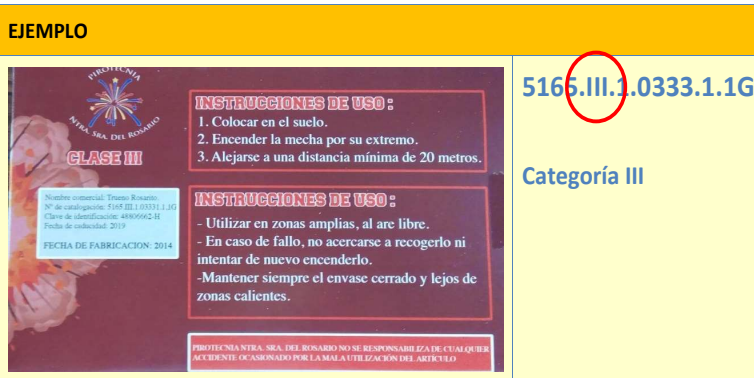 EJEMPLO
PIROTECNIA
NTRA. SRA. DEL ROSARIO
CLASE III
Nombre comercial: Trueno Rosarito
Nº de catalogación: 5165.III.1.03331.1.1G
Clave de identificación: 48806662-H
Fecha de caducidad: 2019
FECHA DE FABRICACION: 2014
INSTRUCCIONES DE USO :
1. Colocar en el suelo.
2. Encender la mecha por su extremo.
3. Alejarse a una distancia mínima de 20 metros.
INSTRUCCIONES DE USO :
- Utilizar en zonas amplias, al are libre.
- En caso de fallo, no acercarse a recogerlo ni
intentar de nuevo encenderlo.
-Mantener siempre el envase cerrado y lejos de
zonas calientes.
PIROTECNIA NTRA. SRA. DEL ROSARIO NO SE RESPONSABILIZA DE CUALQUIER
ACCIDENTE OCASIONADO POR LA MALA UTILIZACIÓN DEL ARTÍCULO
5165.III.1.0333.1.1G
Categoría III